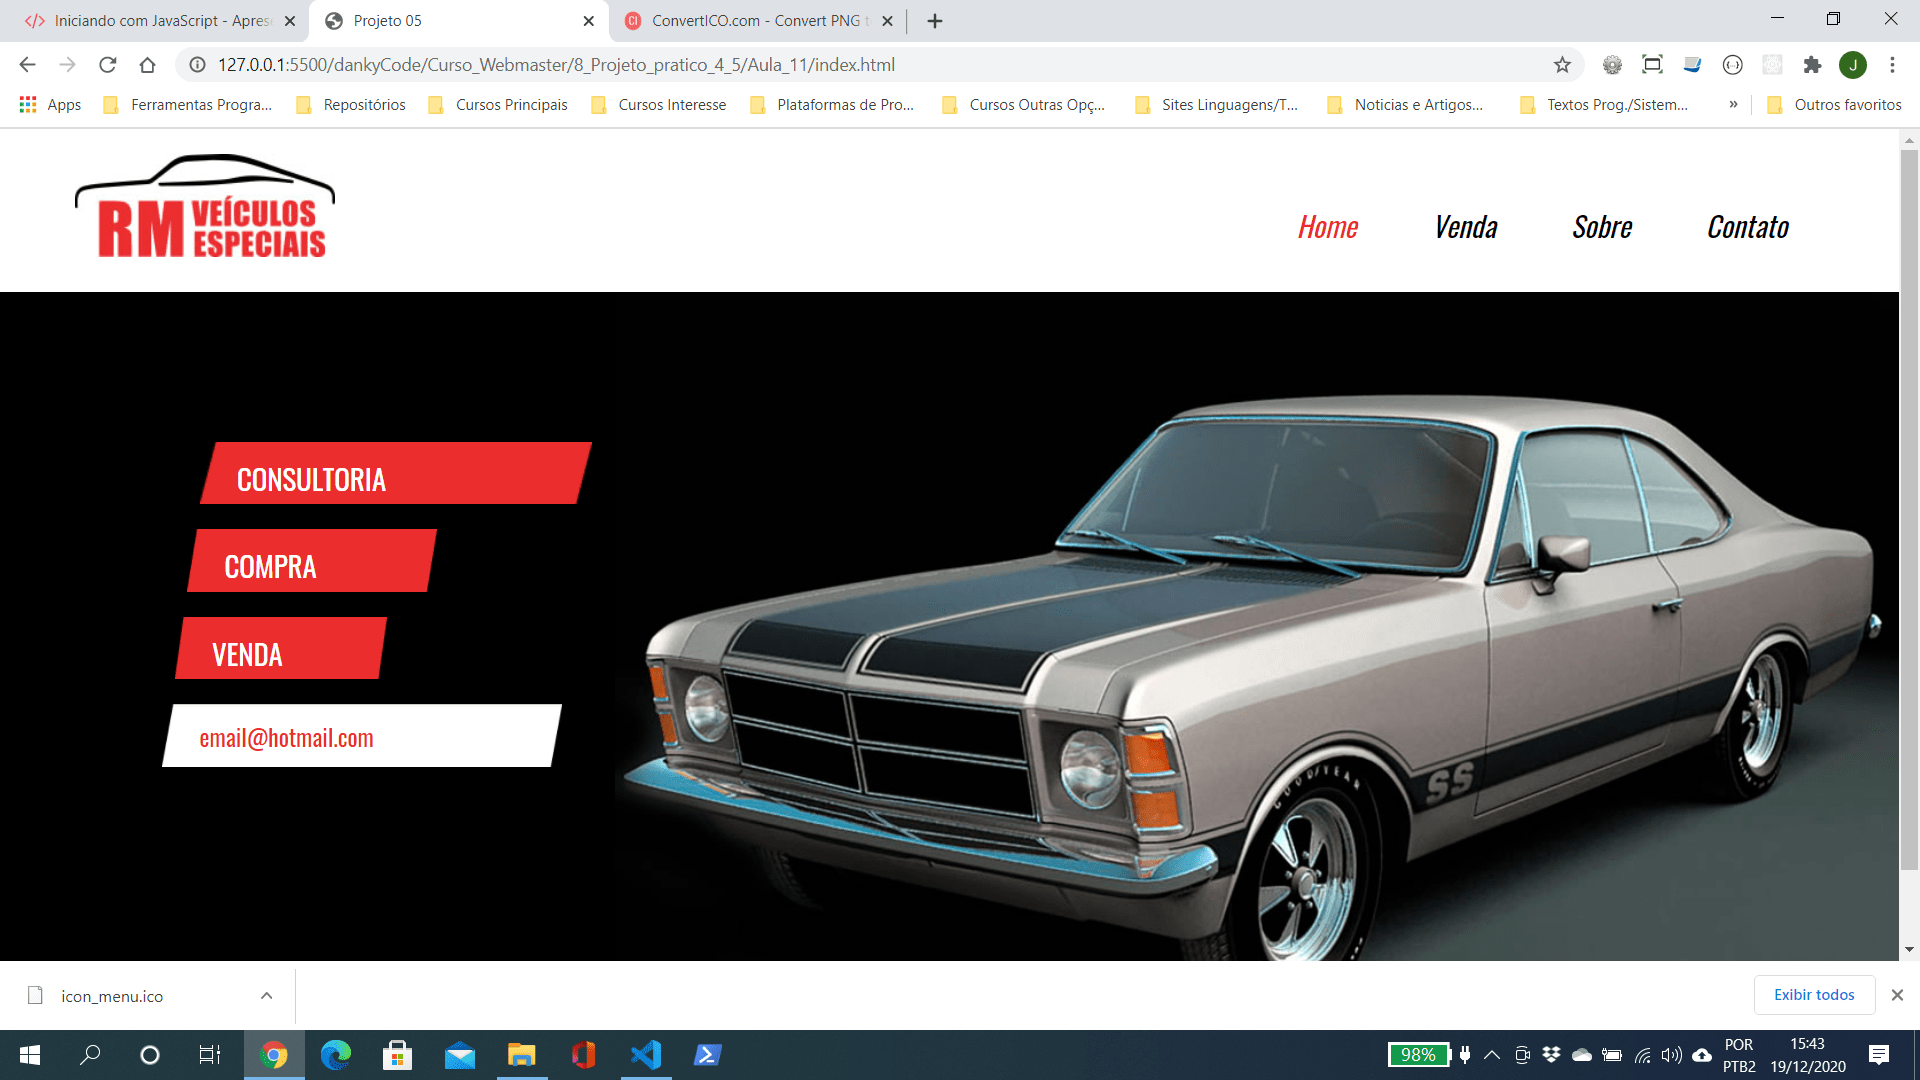 Iniciando com JavaScript - Aprese
Projeto 05
ConvertICO.com - Convert PNG t
127.0.0.1:5500/dankyCode/Curso_Webmaster/8_Projeto_pratico_4_5/Aula_11/index.html
J
Apps
Ferramentas Progra...
Repositórios
Cursos Principais
Cursos Interesse
Plataformas de Pro...
Cursos Outras Opç...
Sites Linguagens/T...
Noticias e Artigos...
Textos Prog./Sistem...
»
Outros favoritos
RM VEÍCULOS
ESPECIAIS
Home
Venda
Sobre
Contato
CONSULTORIA
COMPRA
VENDA
email@hotmail.com
SS
GOODYEAR
icon_menu.ico
Exibir todos
98%
POR
PTB2
15:43
19/12/2020